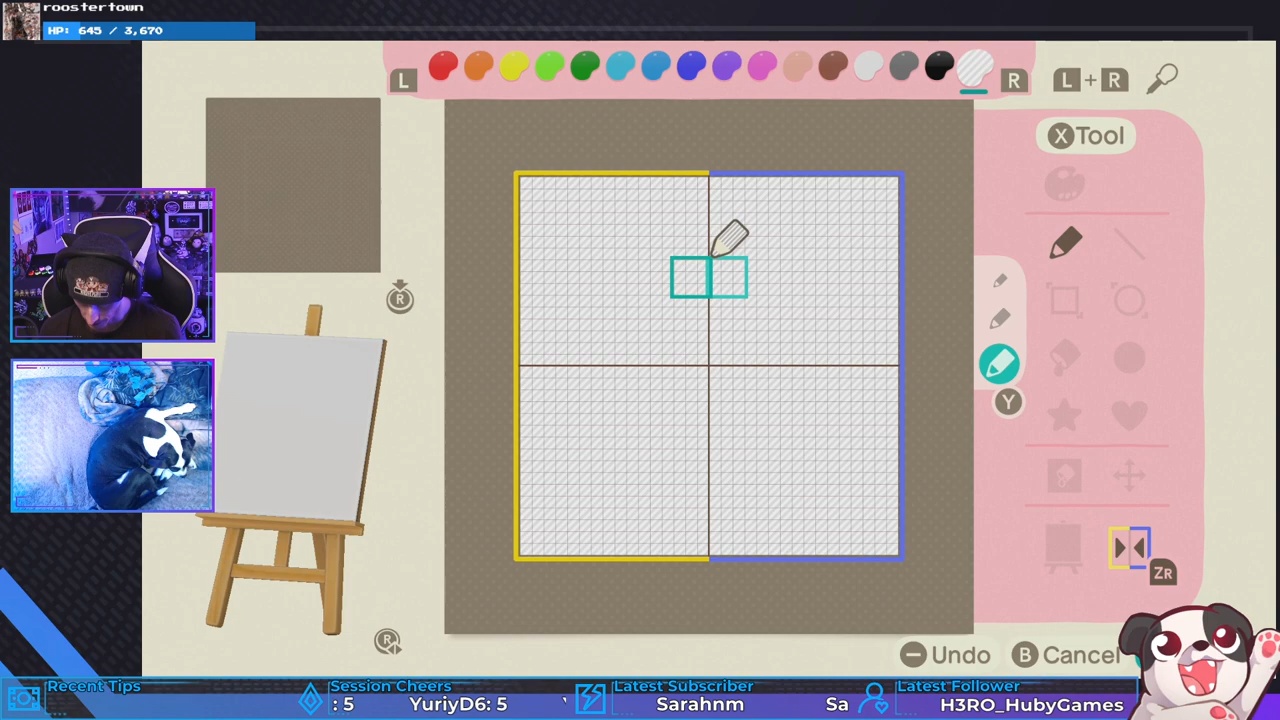 roostertown
HP: 645 / 3,670
L
R
L + R
X Tool
R
Y
ZR
R
Undo
B Cancel
Recent Tips
Session Cheers
: 5 YuriyD6: 5
Latest Subscriber
Sarahnm Sa
Latest Follower
H3RO_HubyGames